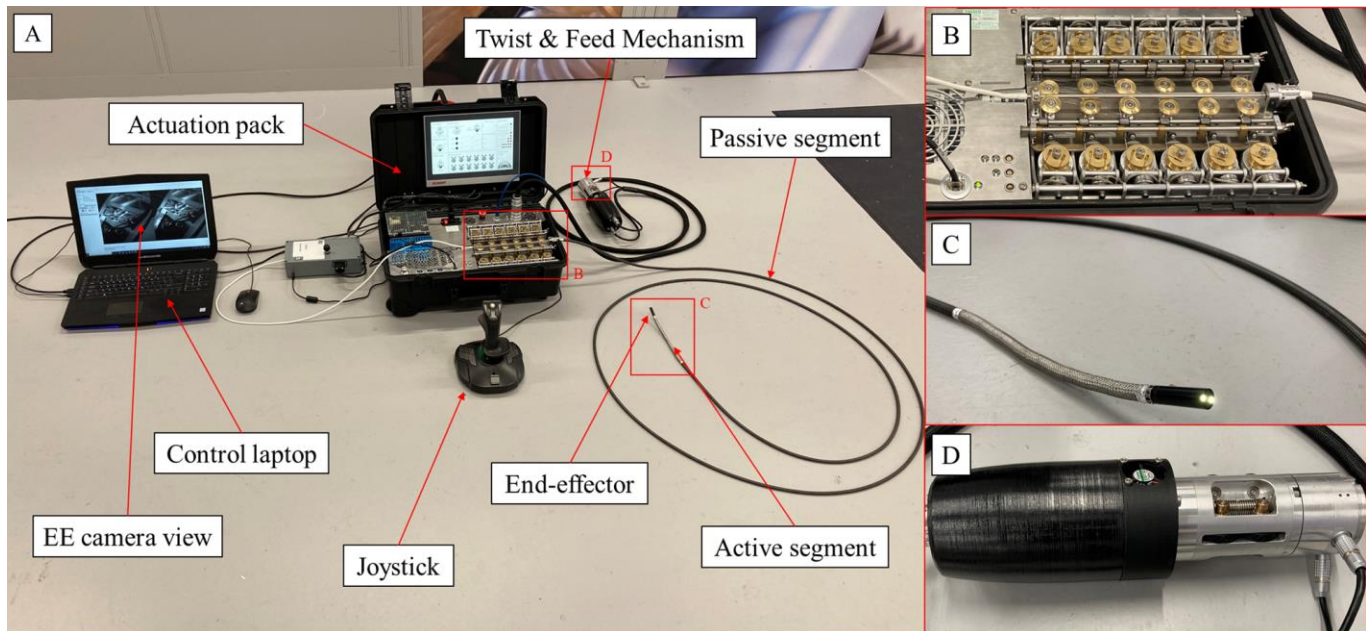 A
Twist & Feed Mechanism
Actuation pack
Passive segment
D
B
C
Control laptop
End-effector
EE camera view
Joystick
Active segment
B
C
D